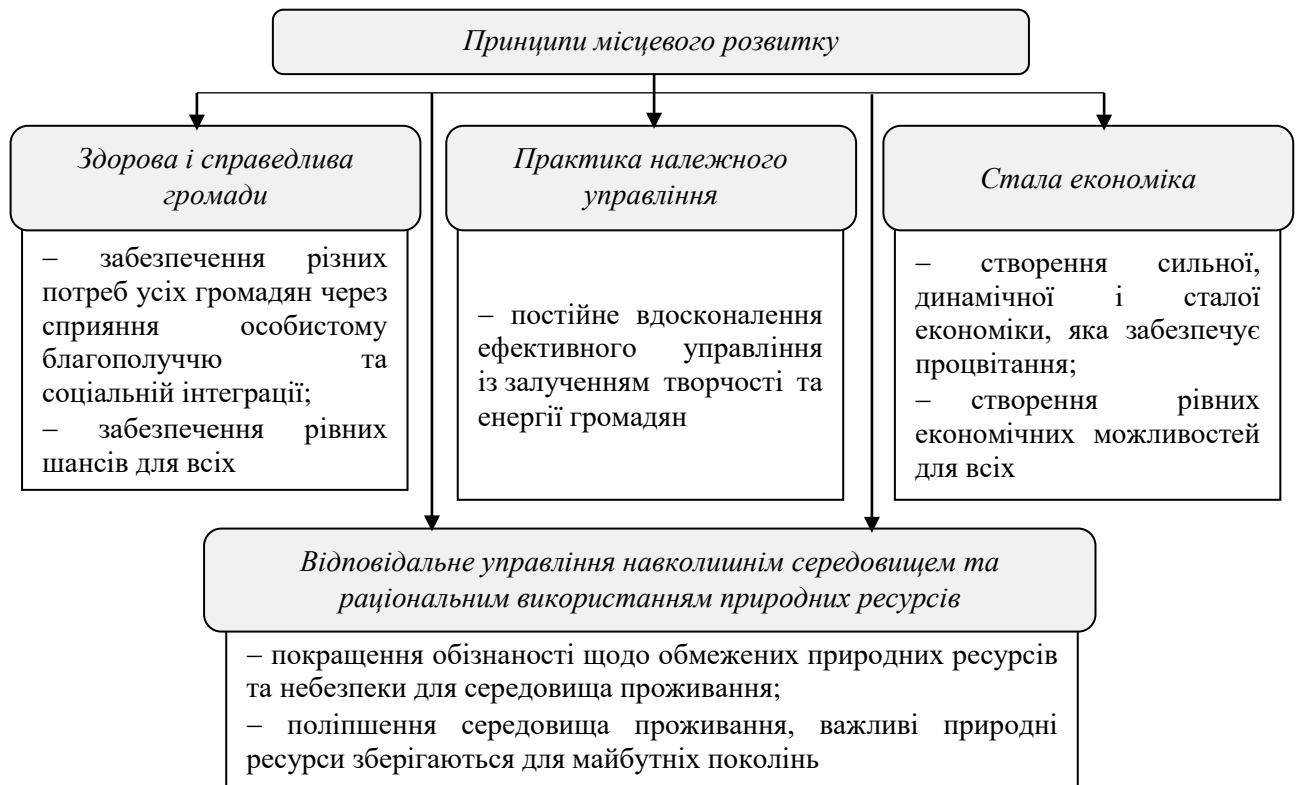 Принципи місцевого розвитку
Здорова і справедлива
громади
Практика належного
управління
Стала економіка
– забезпечення різних
потреб усіх громадян через
сприяння особистому
благополуччю та
соціальній інтеграції;
– забезпечення рівних
шансів для всіх
– постійне вдосконалення
ефективного управління
із залученням творчості та
енергії громадян
– створення сильної,
динамічної і сталої
економіки, яка забезпечує
процвітання;
– створення рівних
економічних можливостей
для всіх
Відповідальне управління навколишнім середовищем та
раціональним використанням природних ресурсів
– покращення обізнаності щодо обмежених природних ресурсів
та небезпеки для середовища проживання;
– поліпшення середовища проживання, важливі природні
ресурси зберігаються для майбутніх поколінь